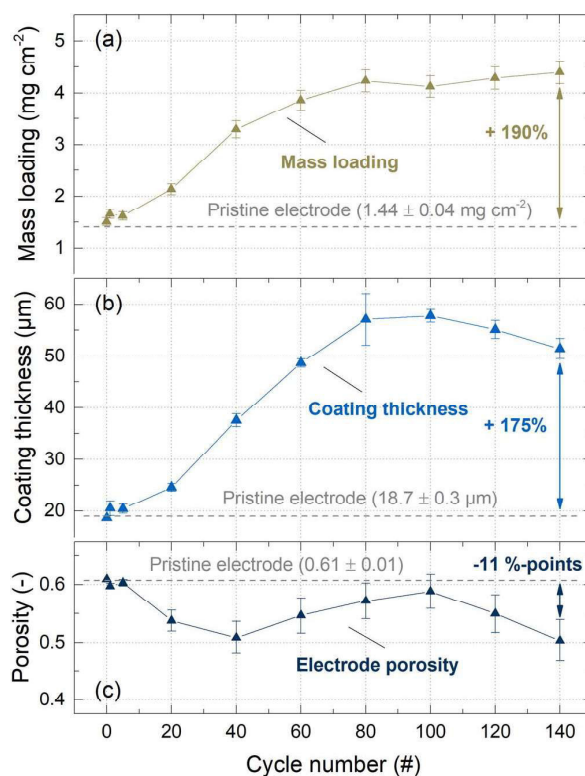 (a)
Mass loading (mg cm-2)
5
4
3
2
1
+ 190%
Mass loading
Pristine electrode (1.44 ± 0.04 mg cm-2)
(b)
Coating thickness (µm)
60
50
40
30
20
10
Coating thickness
+ 175%
Pristine electrode (18.7 ± 0.3 µm)
Porosity (-)
0.6
0.5
0.4
Pristine electrode (0.61 ± 0.01)
-11 %-points
Electrode porosity
(c)
0 20 40 60 80 100 120 140
Cycle number (#)